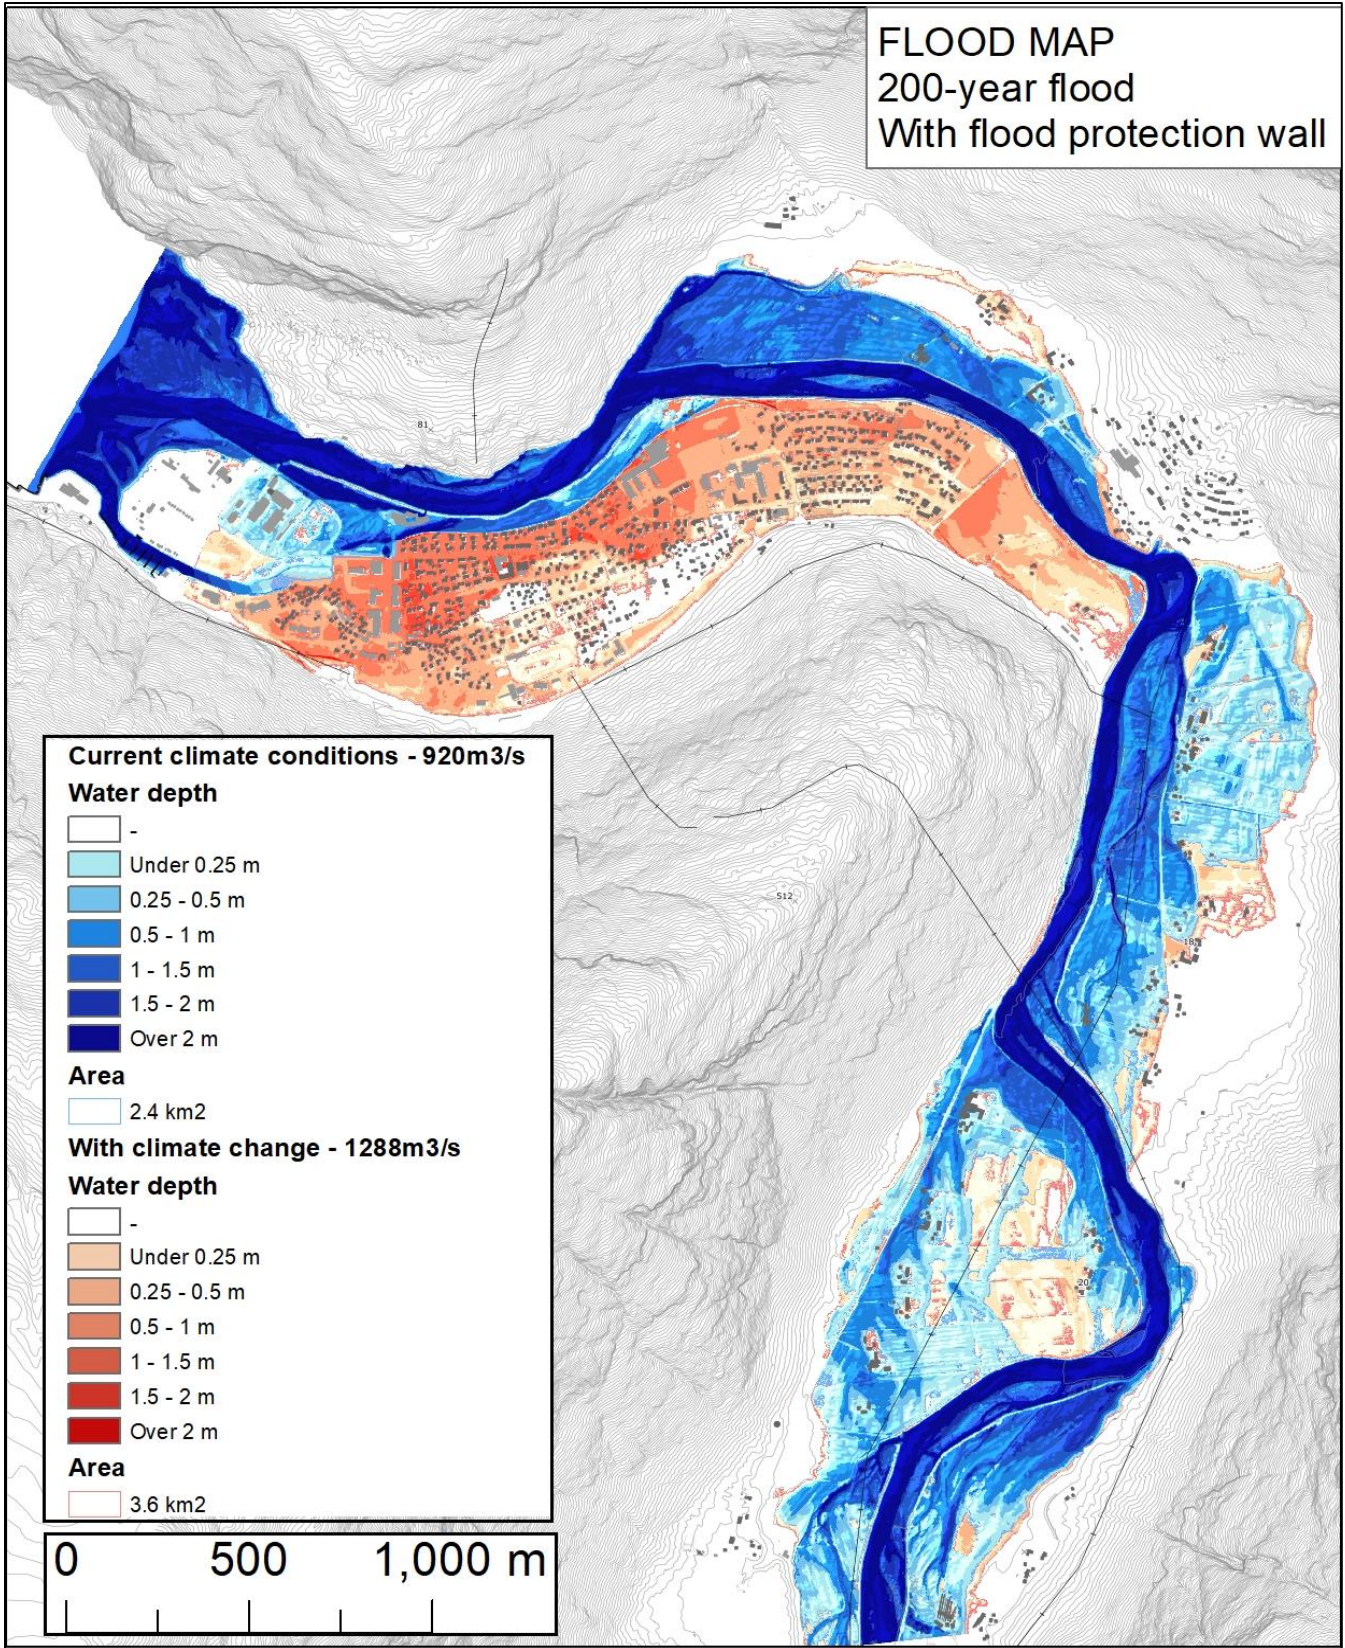 FLOOD MAP
200-year flood
With flood protection wall
81
512
18
20
Current climate conditions - 920m3/s
Water depth
-
Under 0.25 m
0.25 - 0.5 m
0.5 - 1 m
1 - 1.5 m
1.5 - 2 m
Over 2 m
Area
2.4 km2
With climate change - 1288m3/s
Water depth
-
Under 0.25 m
0.25 - 0.5 m
0.5 - 1 m
1 - 1.5 m
1.5 - 2 m
Over 2 m
Area
3.6 km2
0 500 1,000 m